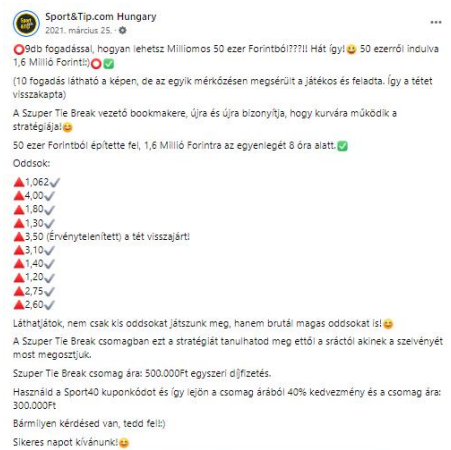 Sport&Tip.com Hungary
2021. március 25. ·
⭕9db fogadással, hogyan lehetsz Milliomos 50 ezer Forintból???!! Hát így!😄 50 ezerről indulva
1,6 Millió Forint!:)⭕✅
(10 fogadás látható a képen, de az egyik mérkőzésen megsérült a játékos és feladta. Így a tétet
visszakapta)
A Szuper Tie Break vezető bookmakere, újra és újra bizonyítja, hogy kurvára működik a
stratégiája!😄
50 ezer Forintból építette fel, 1,6 Millió Forintra az egyenlegét 8 óra alatt.✅
Oddsok:
🔺1,062✔
🔺4,00✔
🔺1,80✔
🔺1,30✔
🔺3,50 (Érvénytelenített) a tét visszajárt!
🔺3,10✔
🔺1,40✔
🔺1,20✔
🔺2,75✔
🔺2,60✔
Láthatjátok, nem csak kis oddsokat játszunk meg, hanem brutál magas oddsokat is!😄
A Szuper Tie Break csomagban ezt a stratégiát tanulhatod meg ettől a sráctól akinek a szelvényét
most megosztjuk.
Szuper Tie Break csomag ára: 500.000Ft egyszeri díjfizetés.
Használd a Sport40 kuponkódot és így lejön a csomag árából 40% kedvezmény és a csomag ára:
300.000Ft
Bármilyen kérdésed van, tedd fel!:)
Sikeres napot kívánunk!😄